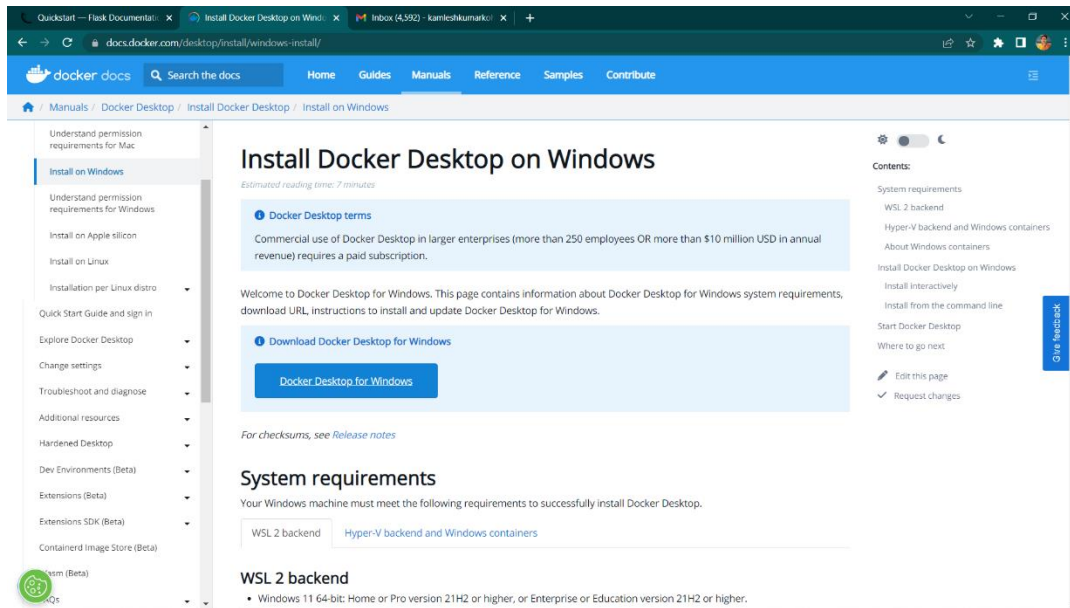 Quickstart — Flask Documentatio
Install Docker Desktop on Windo
Inbox (4,592) - kamleshkumarkol
docs.docker.com/desktop/install/windows-install/
docker docs
Search the docs
Home
Guides
Manuals
Reference
Samples
Contribute
/ Manuals / Docker Desktop / Install Docker Desktop / Install on Windows
Understand permission
requirements for Mac
Install on Windows
Understand permission
requirements for Windows
Install on Apple silicon
Install on Linux
Installation per Linux distro
Quick Start Guide and sign in
Explore Docker Desktop
Change settings
Troubleshoot and diagnose
Additional resources
Hardened Desktop
Dev Environments (Beta)
Extensions (Beta)
Extensions SDK (Beta)
Containerd Image Store (Beta)
asm (Beta)
Qs
Install Docker Desktop on Windows
Estimated reading time: 7 minutes
Docker Desktop terms
Commercial use of Docker Desktop in larger enterprises (more than 250 employees OR more than $10 million USD in annual
revenue) requires a paid subscription.
Welcome to Docker Desktop for Windows. This page contains information about Docker Desktop for Windows system requirements,
download URL, instructions to install and update Docker Desktop for Windows.
Download Docker Desktop for Windows
Docker Desktop for Windows
For checksums, see Release notes
System requirements
Your Windows machine must meet the following requirements to successfully install Docker Desktop.
WSL 2 backend
Hyper-V backend and Windows containers
WSL 2 backend
• Windows 11 64-bit: Home or Pro version 21H2 or higher, or Enterprise or Education version 21H2 or higher.
Contents:
System requirements
WSL 2 backend
Hyper-V backend and Windows containers
About Windows containers
Install Docker Desktop on Windows
Install interactively
Install from the command line
Start Docker Desktop
Where to go next
Edit this page
Request changes
Give feedback